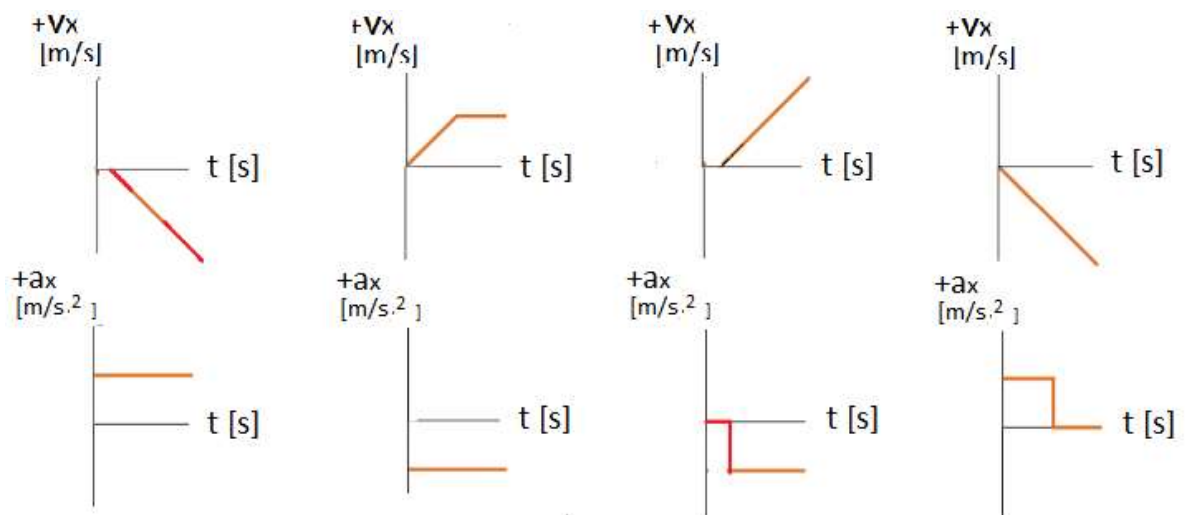 +Vx
[m/s]
t [s]
+Vx
[m/s]
t [s]
+Vx
[m/s]
t [s]
+Vx
[m/s]
t [s]
+ax
[m/s.² ]
t [s]
+ax
[m/s.² ]
t [s]
+ax
[m/s.² ]
t [s]
+ax
[m/s.² ]
t [s]